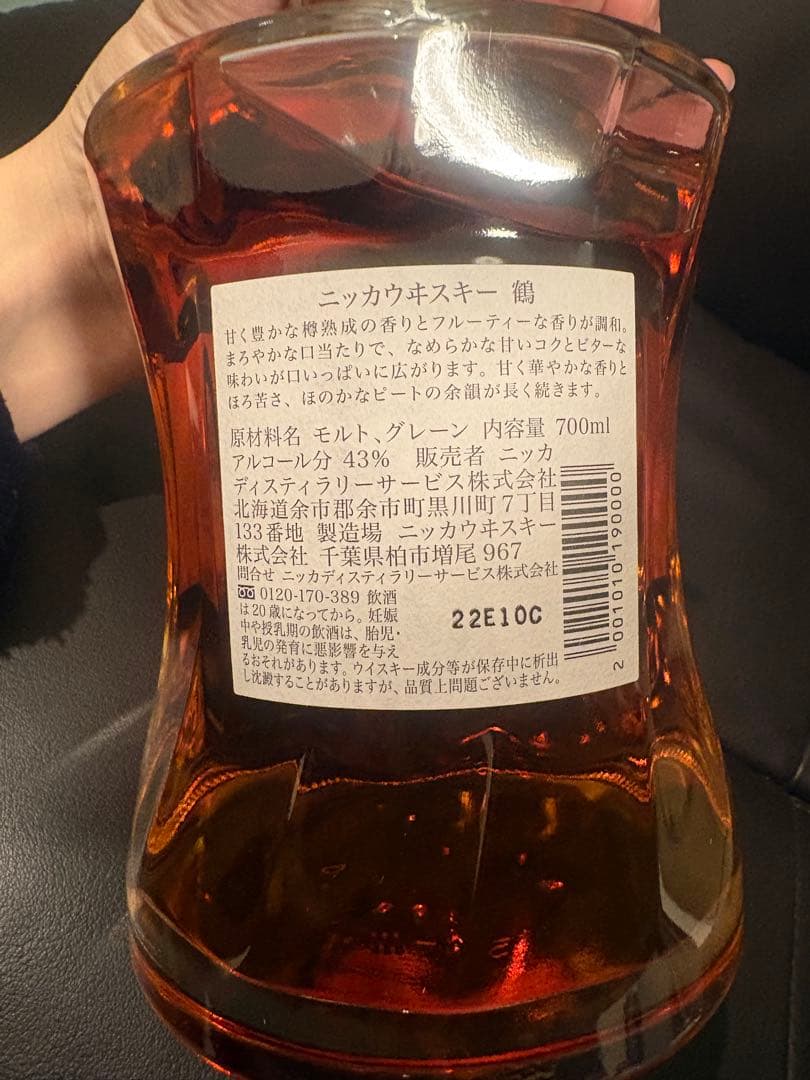 ニッカウヰスキー 鶴
甘く豊かな樽熟成の香りとフルーティーな香りが調和。
まろやかな口当たりで、なめらかな甘いコクとビターな
味わいが口いっぱいに広がります。甘く華やかな香りと
ほろ苦さ、ほのかなピートの余韻が長く続きます。
原材料名 モルト、グレーン 内容量 700ml
アルコール分 43% 販売者 ニッカ
ディスティラリーサービス株式会社
北海道余市郡余市町黒川町7丁目
133番地 製造場 ニッカウヰスキー
株式会社 千葉県柏市増尾967
問合せ ニッカディスティラリーサービス株式会社
0120-170-389 飲酒
は20歳になってから。妊娠
中や授乳期の飲酒は、胎児・
乳児の発育に悪影響を与え
るおそれがあります。ウイスキー成分等が保存中に析出
し沈澱することがありますが、品質上問題ございません。
22E10C
2 001010 190000